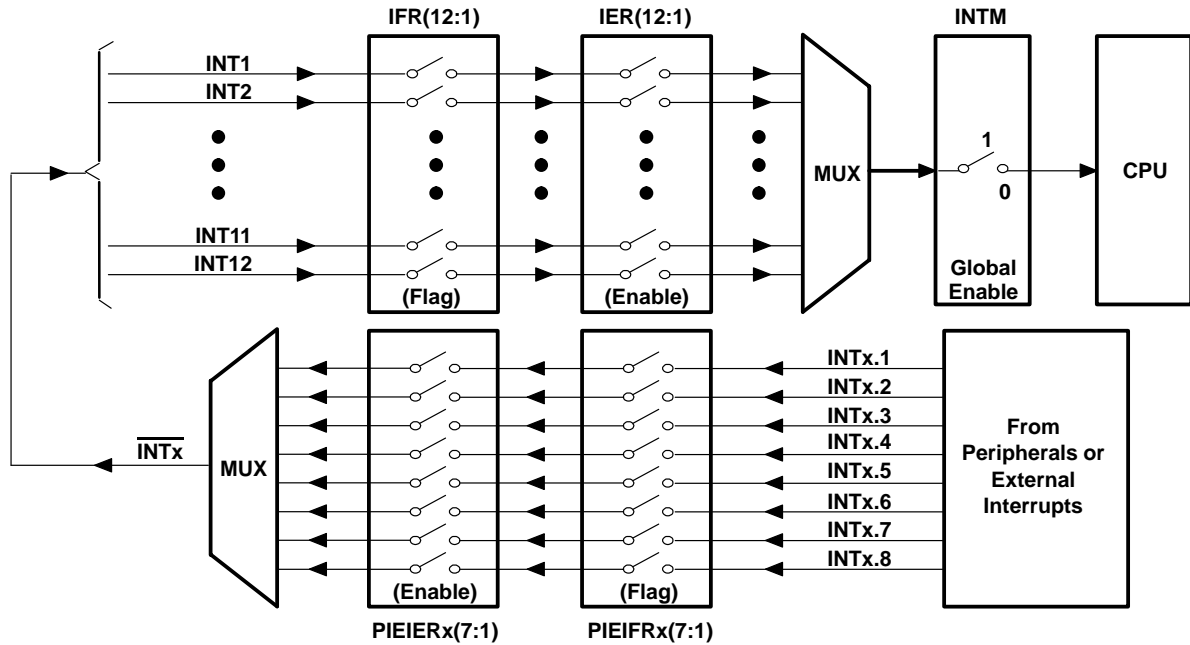 IFR(12:1)
IER(12:1)
INTM
INT1
INT2
INT11
INT12
(Flag)
(Enable)
MUX
1
0
Global
Enable
CPU
INTx
MUX
(Enable)
PIEIERx(7:1)
(Flag)
PIEIFRx(7:1)
INTx.1
INTx.2
INTx.3
INTx.4
INTx.5
INTx.6
INTx.7
INTx.8
From
Peripherals or
External
Interrupts